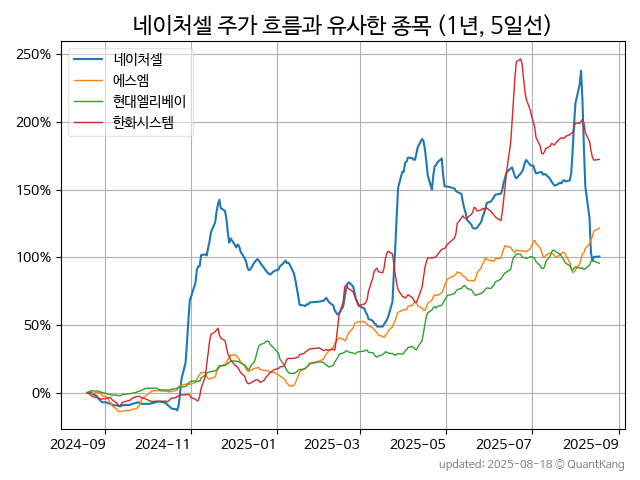 네이처셀 주가 흐름과 유사한 종목 (1년, 5일선)
250%
200%
150%
100%
50%
0%
네이처셀
에스엠
현대엘리베이
한화시스템
2024-09 2024-11 2025-01 2025-03 2025-05 2025-07 2025-09
updated: 2025-08-18 © QuantKang